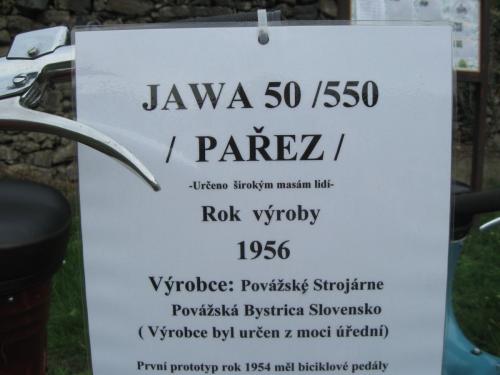 JAWA 50 /550
/ PAŘEZ /
-Určeno širokým masám lidí-
Rok výroby
1956
Výrobce: Povážské Strojárne
Povážská Bystrica Slovensko
( Výrobce byl určen z moci úřední)
První prototyp rok 1954 měl biciklové pedály